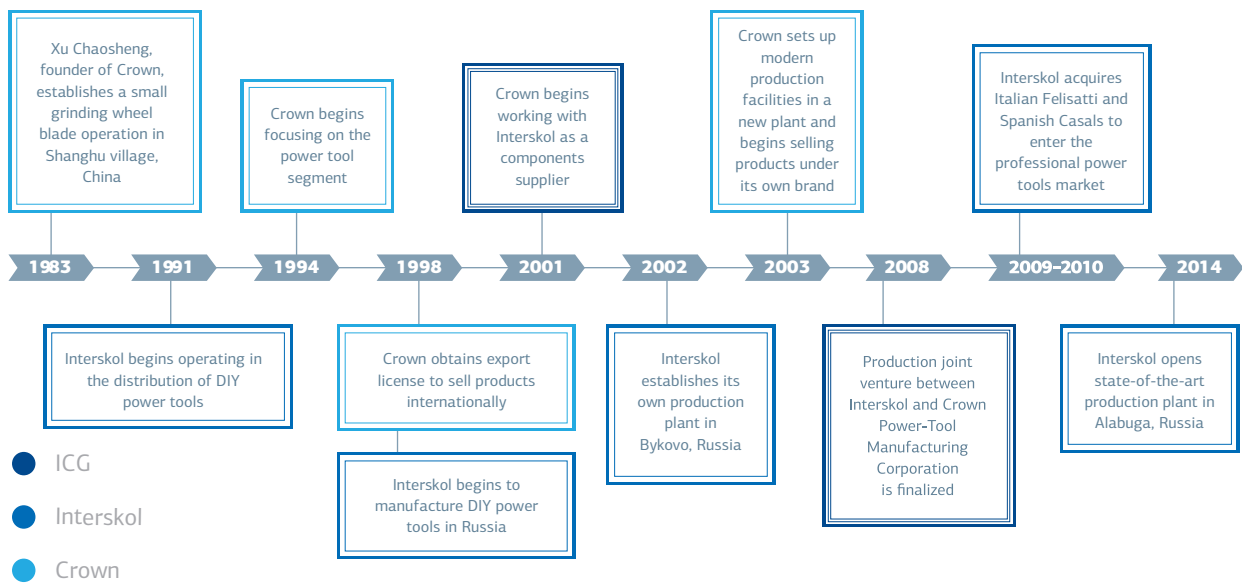 Xu Chaosheng,
founder of Crown,
establishes a small
grinding wheel
blade operation in
Shanghu village,
China
Crown begins
focusing on the
power tool
segment
Crown begins
working with
Interskol as a
components
supplier
Crown sets up
modern
production
facilities in a
new plant and
begins selling
products under
its own brand
Interskol acquires
Italian Felisatti and
Spanish Casals to
enter the
professional power
tools market
1983
1991
1994
1998
2001
2002
2003
2008
2009–2010
2014
Interskol begins operating in
the distribution of DIY
power tools
Crown obtains export
license to sell products
internationally
Interskol begins to
manufacture DIY power
tools in Russia
Interskol
establishes its
own production
plant in
Bykovo, Russia
Production joint
venture between
Interskol and Crown
Power-Tool
Manufacturing
Corporation
is finalized
Interskol opens
state-of-the-art
production plant in
Alabuga, Russia
ICG
Interskol
Crown